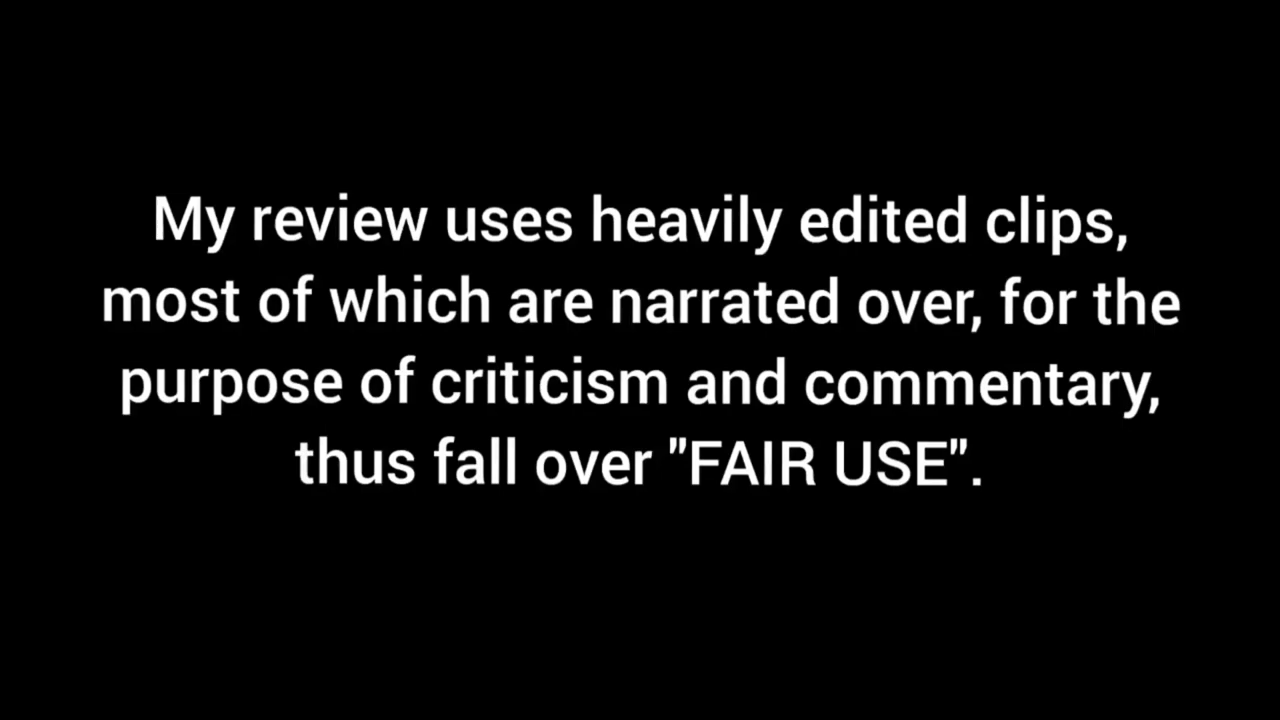 My review uses heavily edited clips,
most of which are narrated over, for the
purpose of criticism and commentary,
thus fall over "FAIR USE".